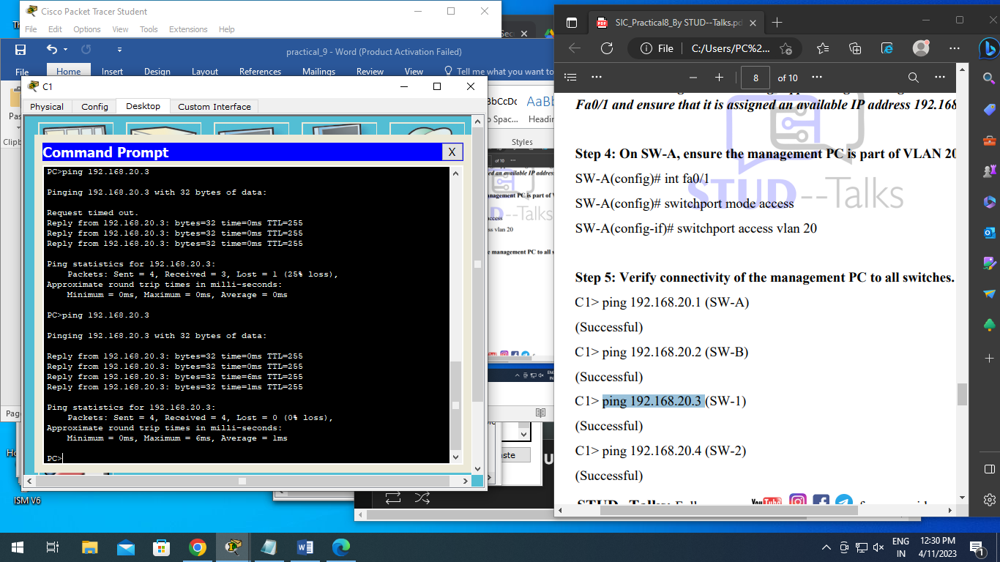 Cisco Packet Tracer Student
File Edit Options View Tools Extensions Help
practical_9 - Word (Product Activation Failed)
File Home Insert Design Layout References Mailings Review View Tell me what you want to
C1
Physical Config Desktop Custom Interface
Command Prompt X
PC>ping 192.168.20.3
Pinging 192.168.20.3 with 32 bytes of data:
Request timed out.
Reply from 192.168.20.3: bytes=32 time=0ms TTL=255
Reply from 192.168.20.3: bytes=32 time=0ms TTL=255
Reply from 192.168.20.3: bytes=32 time=0ms TTL=255
Ping statistics for 192.168.20.3:
Packets: Sent = 4, Received = 3, Lost = 1 (25% loss),
Approximate round trip times in milli-seconds:
Minimum = 0ms, Maximum = 0ms, Average = 0ms
PC>ping 192.168.20.3
Pinging 192.168.20.3 with 32 bytes of data:
Reply from 192.168.20.3: bytes=32 time=0ms TTL=255
Reply from 192.168.20.3: bytes=32 time=0ms TTL=255
Reply from 192.168.20.3: bytes=32 time=6ms TTL=255
Reply from 192.168.20.3: bytes=32 time=1ms TTL=255
Ping statistics for 192.168.20.3:
Packets: Sent = 4, Received = 4, Lost = 0 (0% loss),
Approximate round trip times in milli-seconds:
Minimum = 0ms, Maximum = 6ms, Average = 1ms
PC>
Styles
ISM V6
SIC_Practical8_By STUD--Talks.pd
File C:/Users/PC%2...
8 of 10
Fa0/1 and ensure that it is assigned an available IP address 192.168
Step 4: On SW-A, ensure the management PC is part of VLAN 20
SW-A(config)# int fa0/1
STUD--Talks
SW-A(config)# switchport mode access
SW-A(config-if)# switchport access vlan 20
Step 5: Verify connectivity of the management PC to all switches.
C1> ping 192.168.20.1 (SW-A)
(Successful)
C1> ping 192.168.20.2 (SW-B)
(Successful)
C1> ping 192.168.20.3 (SW-1)
(Successful)
C1> ping 192.168.20.4 (SW-2)
(Successful)
ENG
IN
12:30 PM
4/11/2023
1